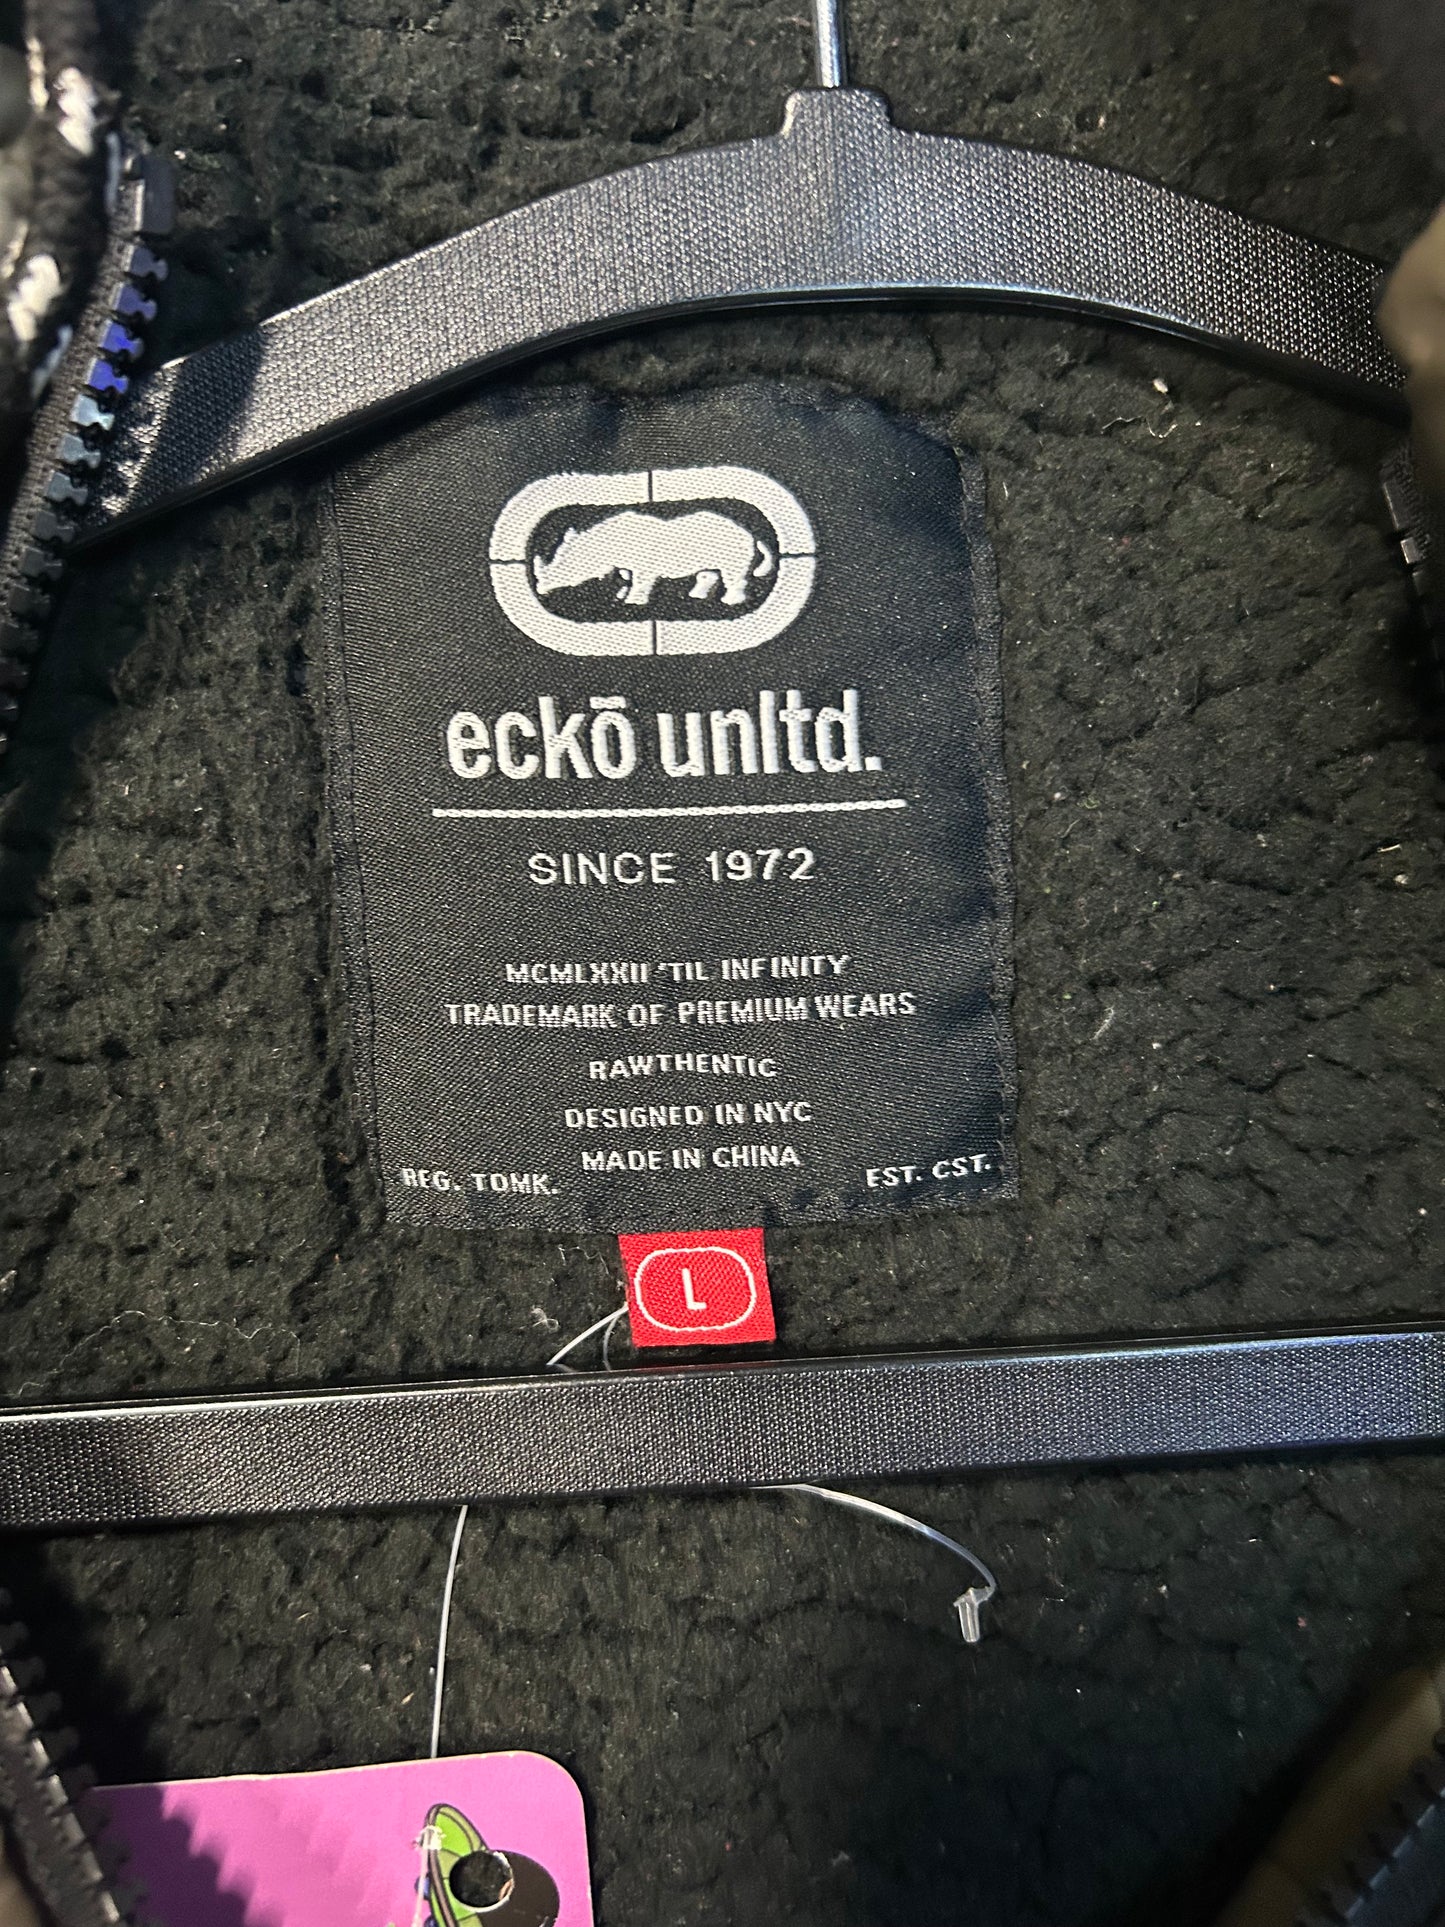 eckō unltd.
SINCE 1972
MCMLXXII 'TIL INFINITY
TRADEMARK OF PREMIUM WEARS
RAWTHENTIC
DESIGNED IN NYC
MADE IN CHINA
REG. TDMK.
EST. CST.
L